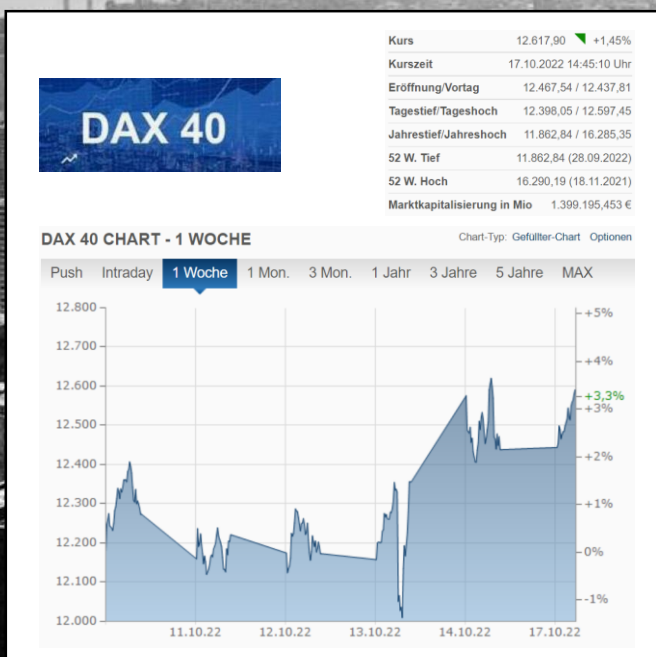 Kurs 12.617,90 +1,45%
Kurszeit 17.10.2022 14:45:10 Uhr
Eröffnung/Vortag 12.467,54 / 12.437,81
Tagestief/Tageshoch 12.398,05 / 12.597,45
Jahrestief/Jahreshoch 11.862,84 / 16.285,35
52 W. Tief 11.862,84 (28.09.2022)
52 W. Hoch 16.290,19 (18.11.2021)
Marktkapitalisierung in Mio 1.399.195,453 €
DAX 40
DAX 40 CHART - 1 WOCHE
Chart-Typ: Gefüllter-Chart Optionen
Push Intraday 1 Woche 1 Mon. 3 Mon. 1 Jahr 3 Jahre 5 Jahre MAX
12.800
12.700
12.600
12.500
12.400
12.300
12.200
12.100
12.000
+5%
+4%
+3,3%
+3%
+2%
+1%
0%
-1%
11.10.22 12.10.22 13.10.22 14.10.22 17.10.22